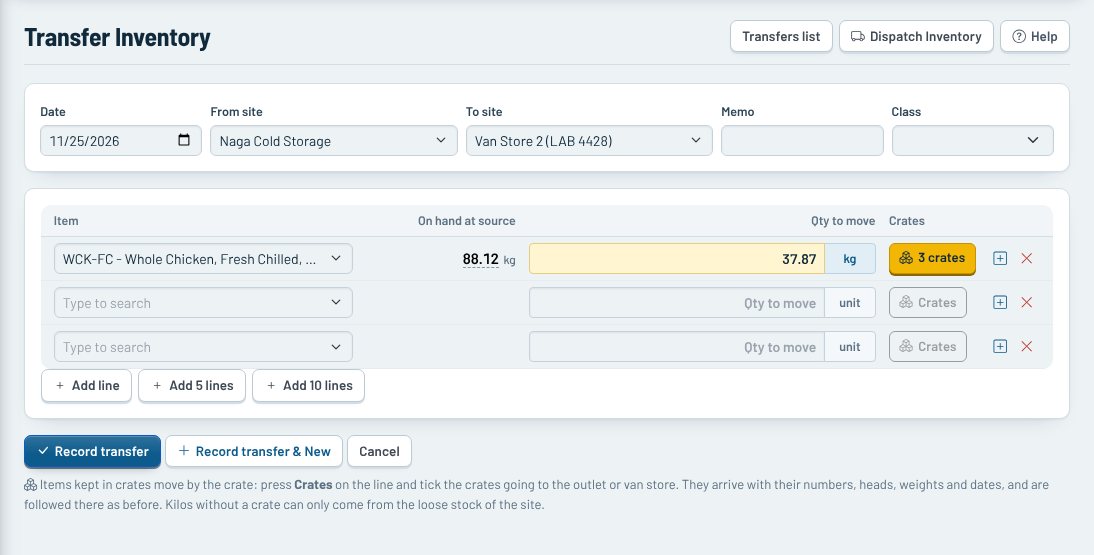 Transfer Inventory
Transfers list
Dispatch Inventory
Help
Date From site To site Memo Class
11/25/2026 Naga Cold Storage Van Store 2 (LAB 4428)
Item On hand at source Qty to move Crates
WCK-FC - Whole Chicken, Fresh Chilled, ... 88.12 kg 37.87 kg 3 crates
Type to search Qty to move unit Crates
Type to search Qty to move unit Crates
+ Add line + Add 5 lines + Add 10 lines
Record transfer + Record transfer & New Cancel
Items kept in crates move by the crate: press Crates on the line and tick the crates going to the outlet or van store. They arrive with their numbers, heads, weights and dates, and are
followed there as before. Kilos without a crate can only come from the loose stock of the site.